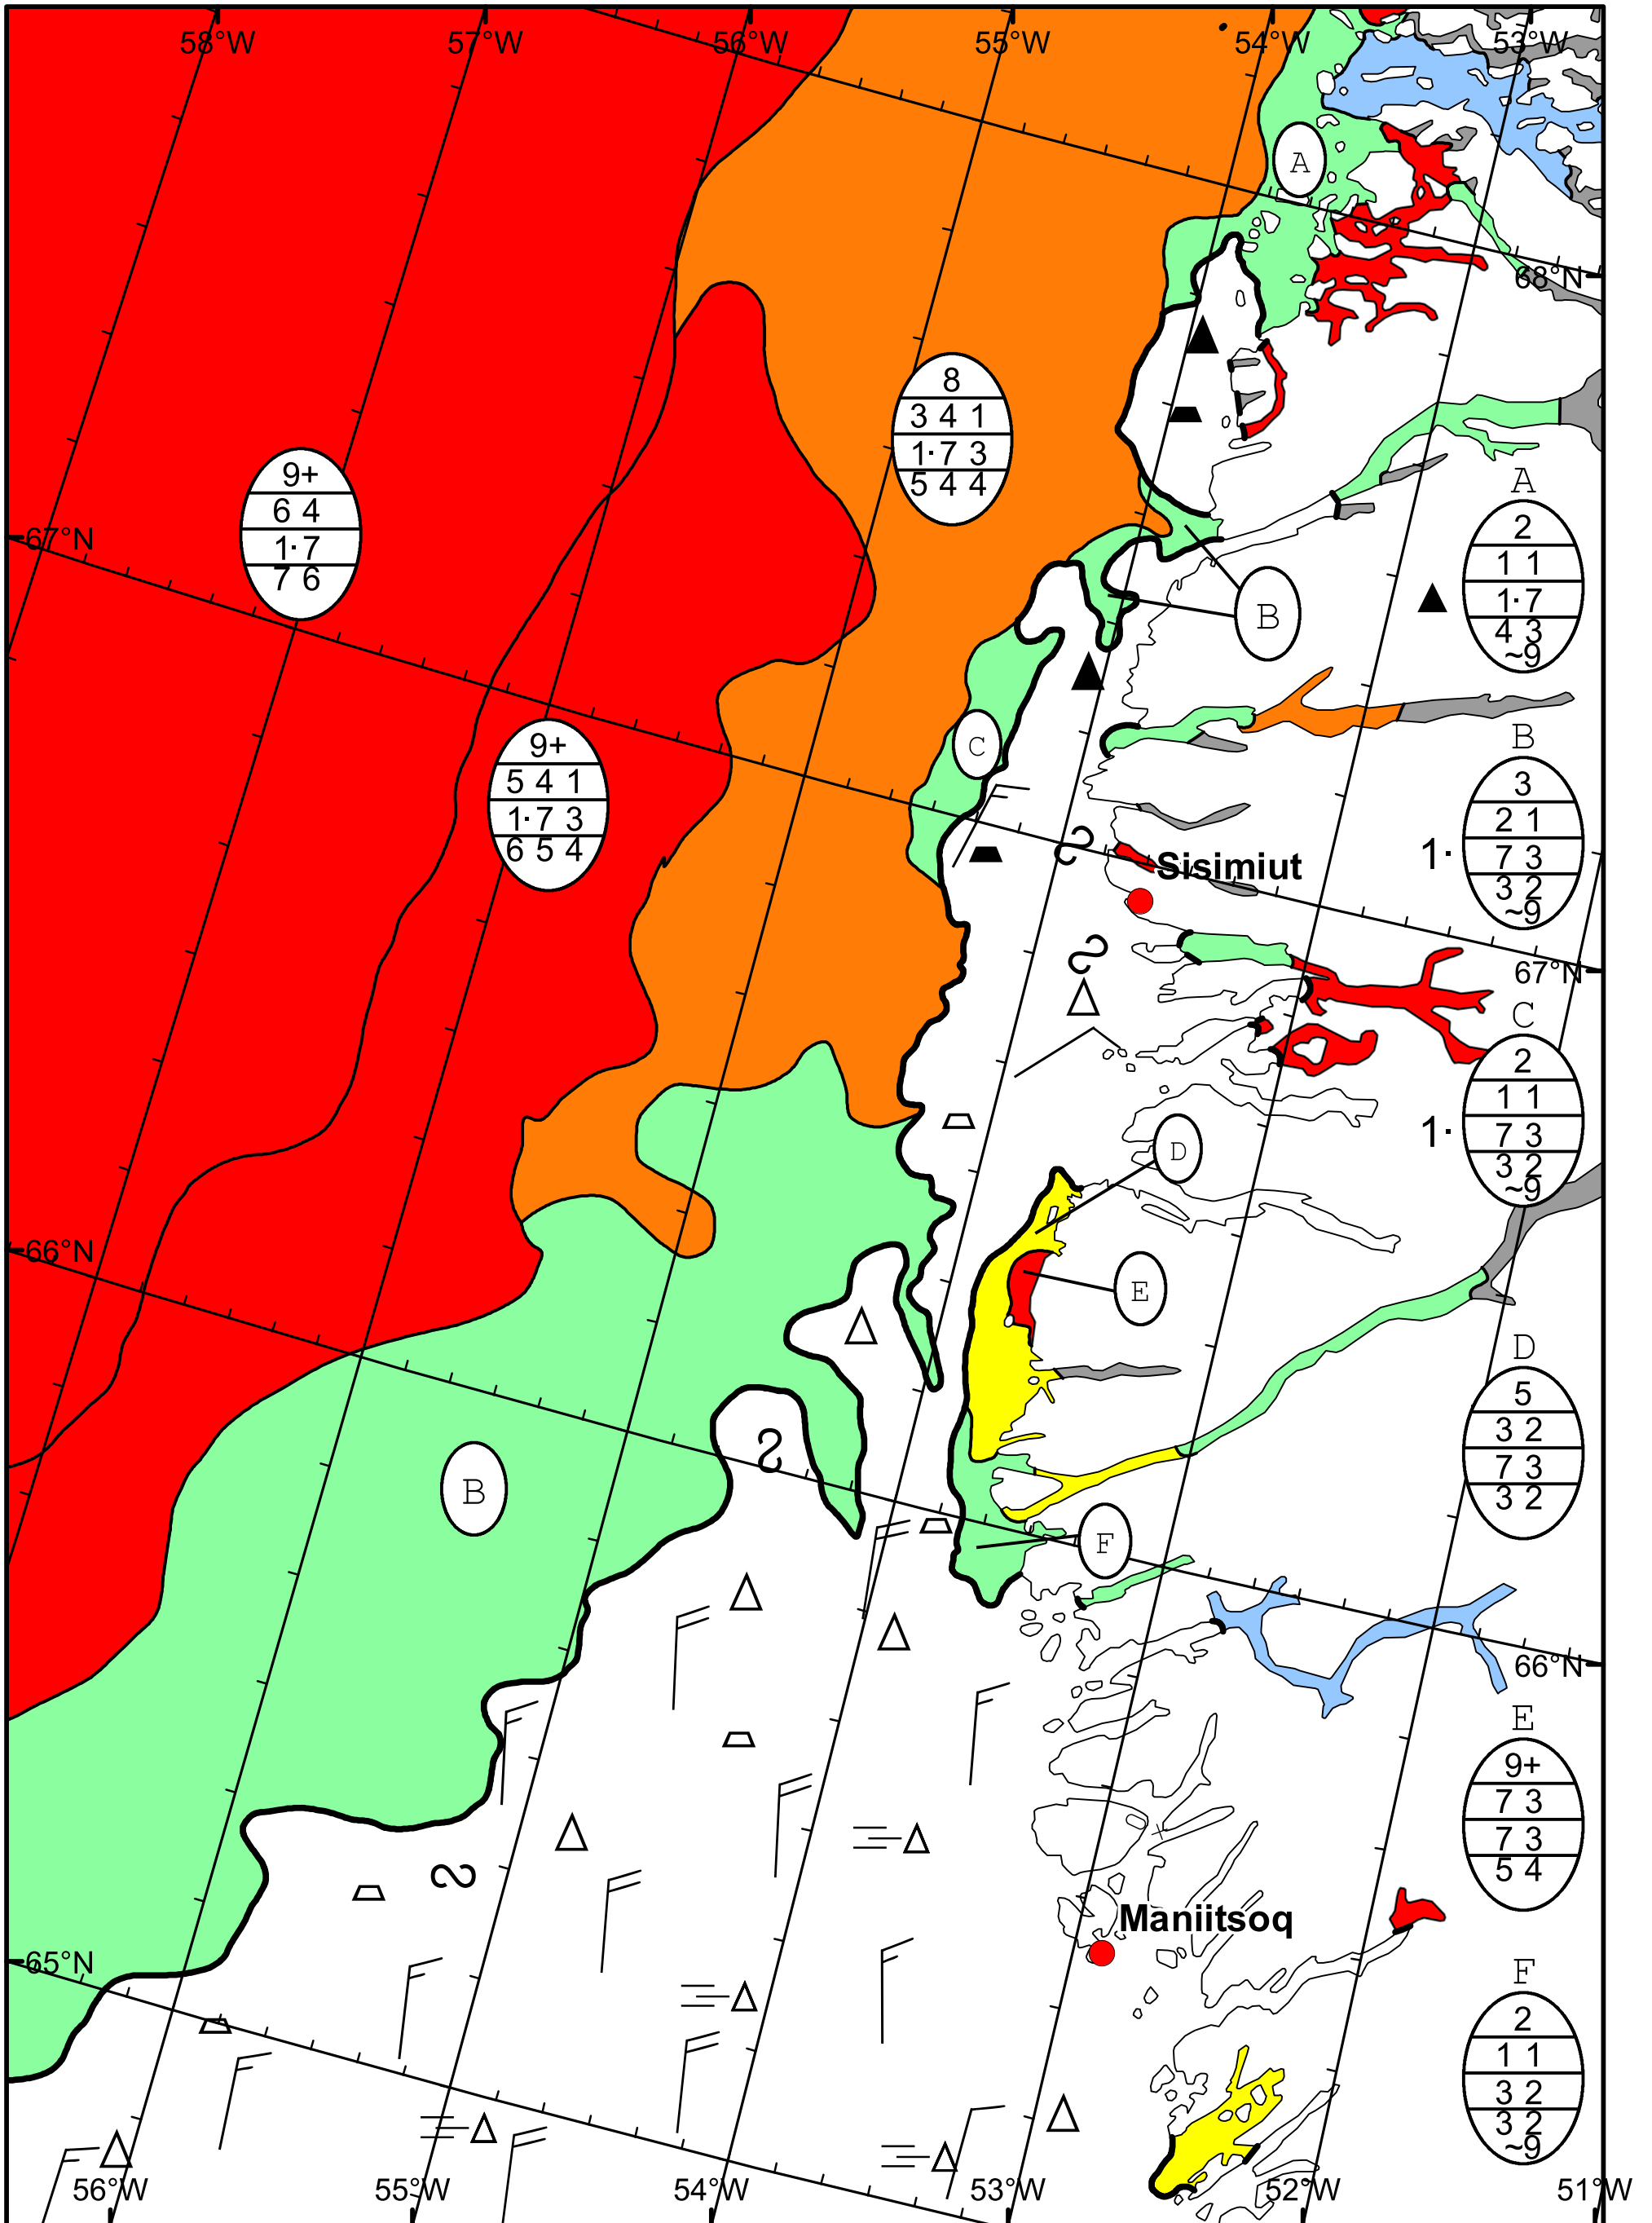 58°W
57°W
56°W
55°W
54°W
53°W
A
68°N
8
3 4 1
1·7 3
5 4 4
9+
6 4
1·7
7 6
67°N
A
2
1 1
1·7
4 3
~9
B
C
9+
5 4 1
1·7 3
6 5 4
B
3
2 1
1·
7 3
3 2
~9
Sisimiut
67°N
C
2
1 1
1·
7 3
3 2
~9
D
66°N
E
D
5
3 2
7 3
3 2
B
F
66°N
E
9+
7 3
7 3
5 4
Maniitsoq
65°N
F
2
1 1
3 2
3 2
~9
56°W
55°W
54°W
53°W
52°W
51°W